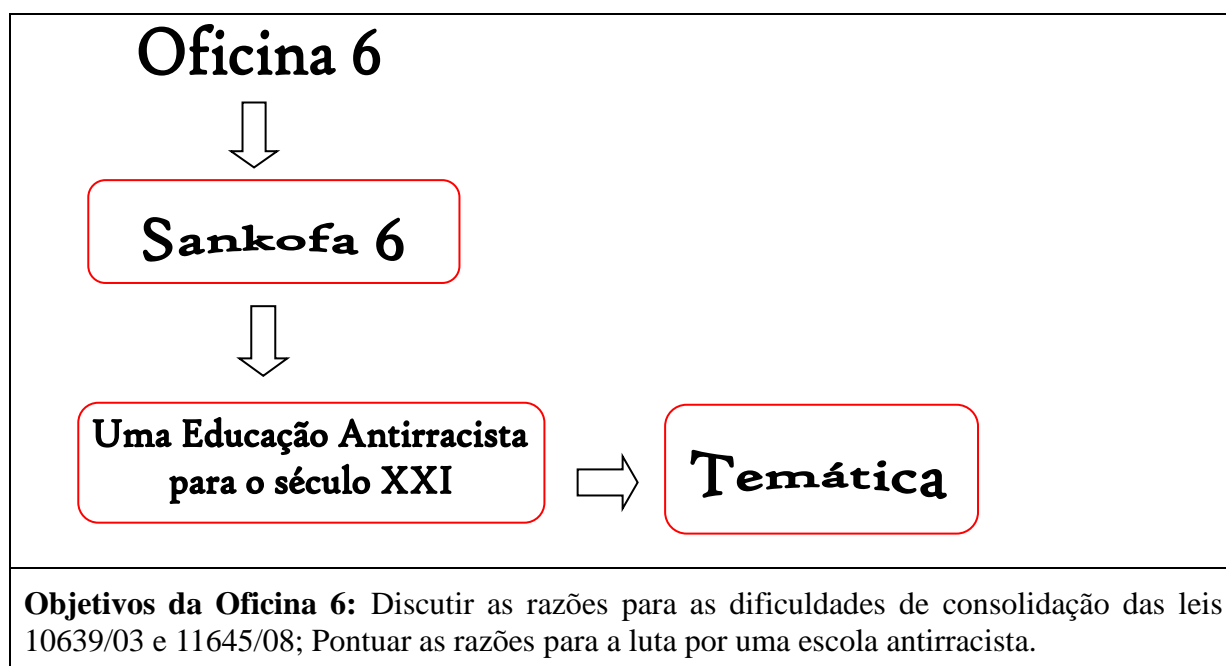 Oficina 6
Sankofa 6
Uma Educação Antirracista
para o século XXI
Temática
Objetivos da Oficina 6: Discutir as razões para as dificuldades de consolidação das leis
10639/03 e 11645/08; Pontuar as razões para a luta por uma escola antirracista.